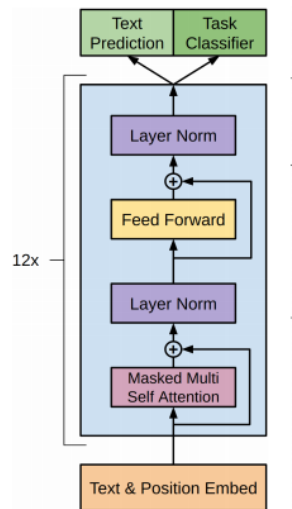 Text
Prediction
Task
Classifier
Layer Norm
Feed Forward
12x
Layer Norm
Masked Multi
Self Attention
Text & Position Embed